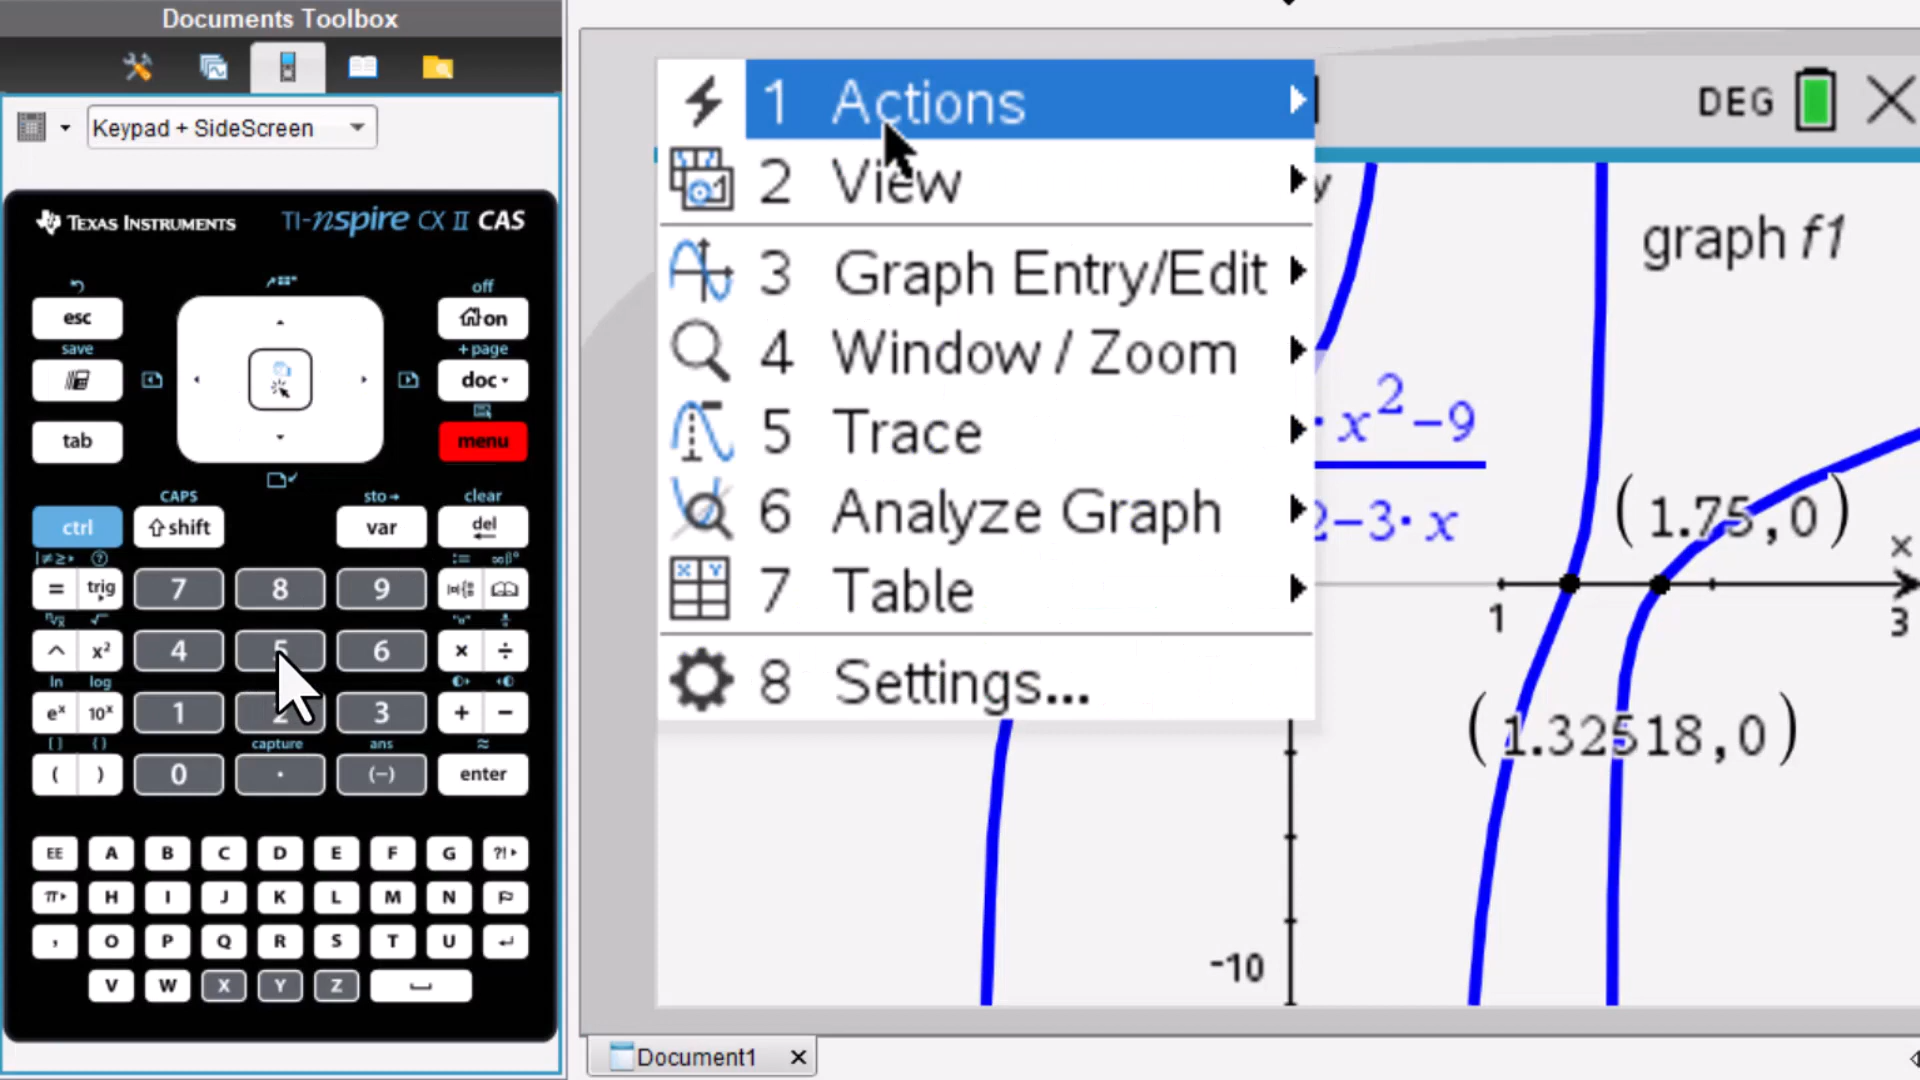 Documents Toolbox
Keypad + SideScreen
TEXAS INSTRUMENTS
TI-nspire CX II CAS
off
esc
on
save
+ page
doc
tab
menu
CAPS
sto→
clear
ctrl
shift
var
del
= trig 7 8 9
^ x² 4 5 6 × ÷
ln log
eˣ 10ˣ 1 2 3 + −
[ ] { } capture ans ≈
( ) 0 . (−) enter
EE A B C D E F G ?!
π H I J K L M N
, O P Q R S T U
V W X Y Z
1 Actions
2 View
3 Graph Entry/Edit
4 Window / Zoom
5 Trace
6 Analyze Graph
7 Table
8 Settings...
DEG
y
graph f1
· x²−9
2−3· x
(1.75,0)
x
1
3
(1.32518,0)
-10
Document1